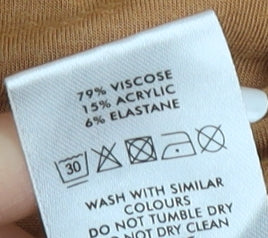 79% VISCOSE
15% ACRYLIC
6% ELASTANE
30
WASH WITH SIMILAR
COLOURS
DO NOT TUMBLE DRY
DO NOT DRY CLEAN